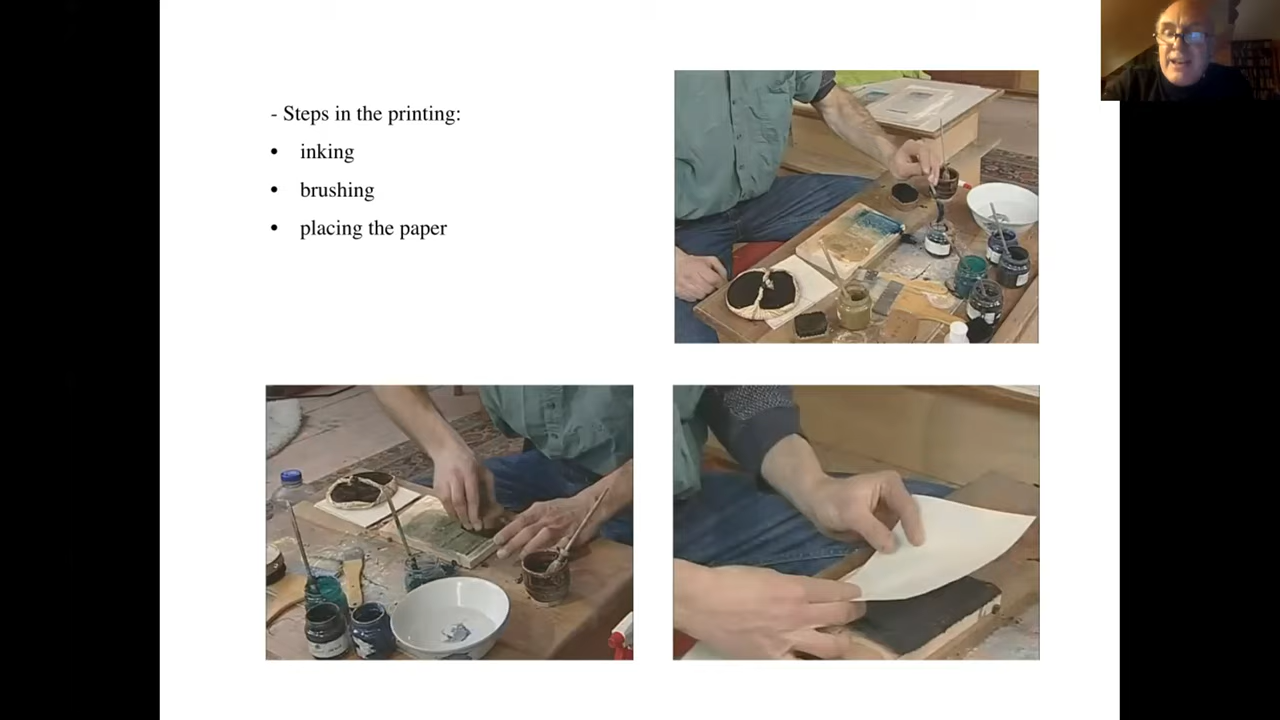 - Steps in the printing:
• inking
• brushing
• placing the paper